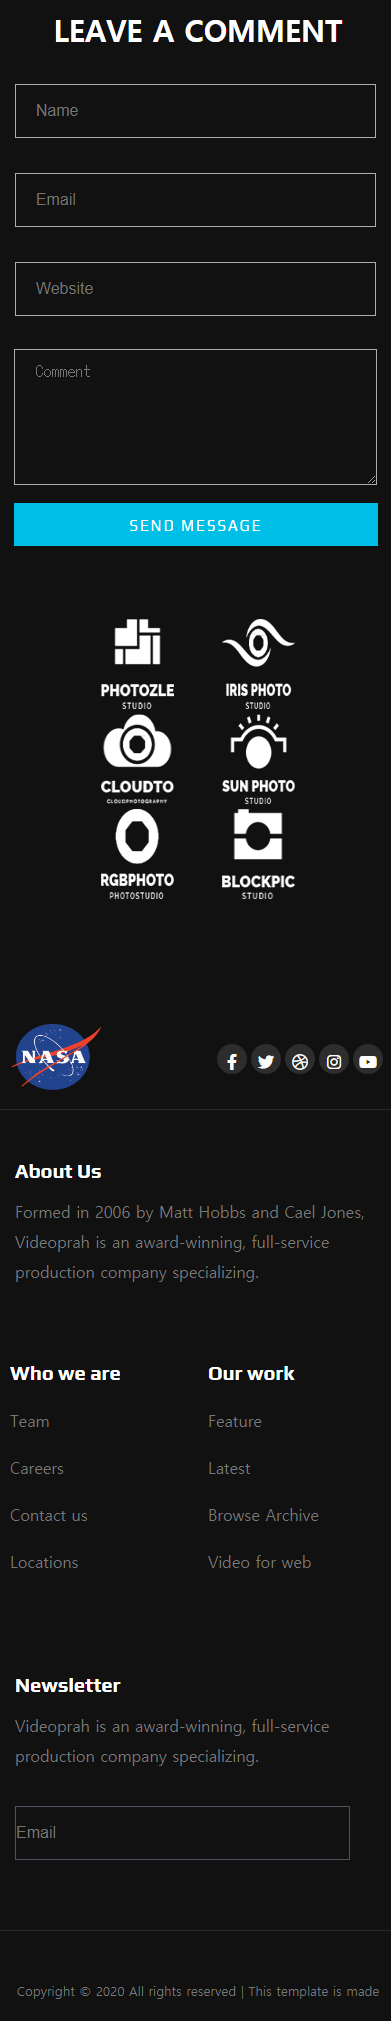 LEAVE A COMMENT
Name
Email
Website
Comment
SEND MESSAGE
PHOTOZLE
STUDIO
IRIS PHOTO
STUDIO
CLOUDTO
CLOUDPHOTOGRAPHY
SUN PHOTO
STUDIO
RGBPHOTO
PHOTOSTUDIO
BLOCKPIC
STUDIO
NASA
About Us
Formed in 2006 by Matt Hobbs and Cael Jones,
Videoprah is an award-winning, full-service
production company specializing.
Who we are
Team
Careers
Contact us
Locations
Our work
Feature
Latest
Browse Archive
Video for web
Newsletter
Videoprah is an award-winning, full-service
production company specializing.
Email
Copyright © 2020 All rights reserved | This template is made